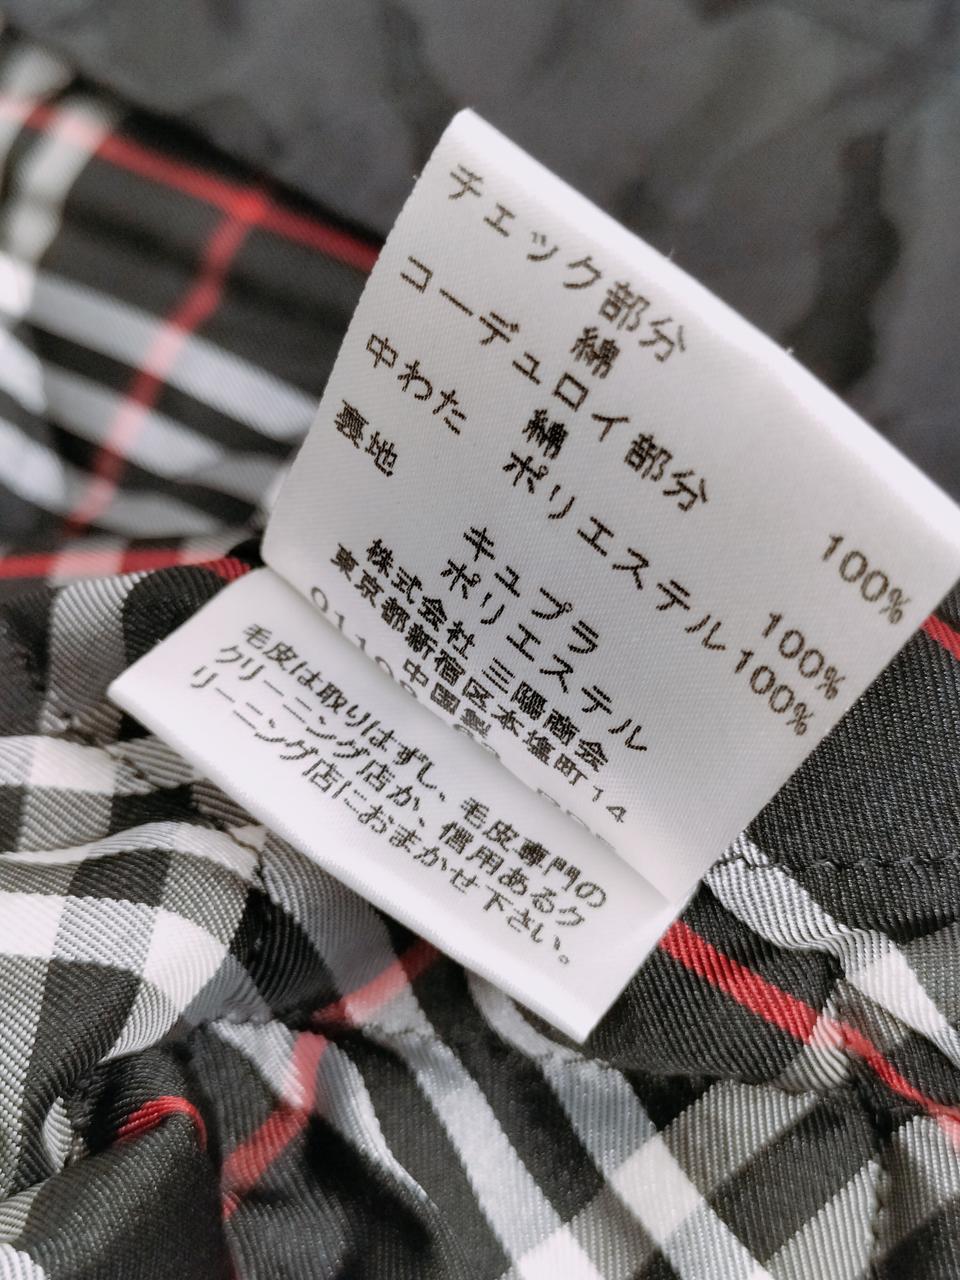 チェック部分
綿 100%
コーデュロイ部分
綿 100%
中わた ポリエステル 100%
裏地
キュプラ
ポリエステル
株式会社 三陽商会
東京都新宿区本塩町14
中国製
毛皮は取りはずし、毛皮専門の
クリーニング店か、信用あるク
リーニング店におまかせ下さい。